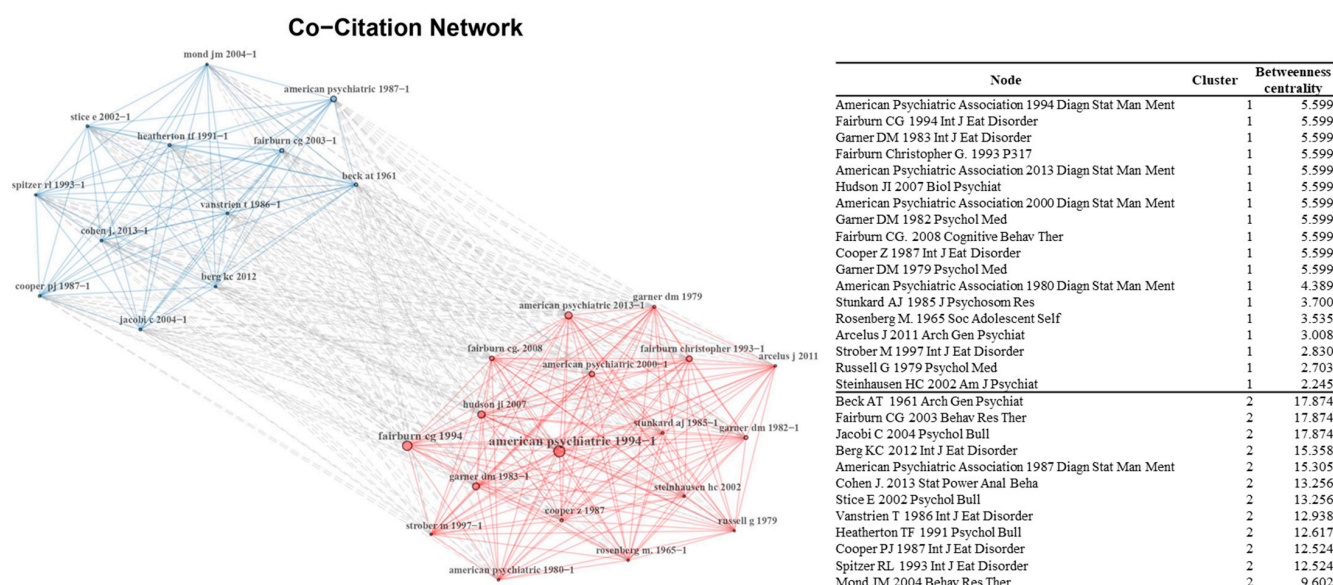 Co-Citation Network
mond jm 2004-1
american psychiatric 1987-1
stice e 2002-1
heatherton tf 1991-1
fairburn cg 2003-1
beck at 1961
spitzer rl 1993-1
vanstrien t 1986-1
cohen j. 2013-1
berg kc 2012
cooper pj 1987-1
jacobi c 2004-1
garner dm 1979
american psychiatric 2013-1
fairburn cg. 2008
fairburn christopher 1993-1
arcelus j 2011
american psychiatric 2000-1
hudson ji 2007
stunkard aj 1985-1
garner dm 1982-1
fairburn cg 1994
american psychiatric 1994-1
garner dm 1983-1
steinhausen hc 2002
cooper z 1987
strober m 1997-1
russell g 1979
rosenberg m. 1965-1
american psychiatric 1980-1
Node Cluster Betweenness centrality
American Psychiatric Association 1994 Diagn Stat Man Ment 1 5.599
Fairburn CG 1994 Int J Eat Disorder 1 5.599
Garner DM 1983 Int J Eat Disorder 1 5.599
Fairburn Christopher G. 1993 P317 1 5.599
American Psychiatric Association 2013 Diagn Stat Man Ment 1 5.599
Hudson JI 2007 Biol Psychiat 1 5.599
American Psychiatric Association 2000 Diagn Stat Man Ment 1 5.599
Garner DM 1982 Psychol Med 1 5.599
Fairburn CG. 2008 Cognitive Behav Ther 1 5.599
Cooper Z 1987 Int J Eat Disorder 1 5.599
Garner DM 1979 Psychol Med 1 5.599
American Psychiatric Association 1980 Diagn Stat Man Ment 1 4.389
Stunkard AJ 1985 J Psychosom Res 1 3.700
Rosenberg M. 1965 Soc Adolescent Self 1 3.535
Arcelus J 2011 Arch Gen Psychiat 1 3.008
Strober M 1997 Int J Eat Disorder 1 2.830
Russell G 1979 Psychol Med 1 2.703
Steinhausen HC 2002 Am J Psychiat 1 2.245
Beck AT 1961 Arch Gen Psychiat 2 17.874
Fairburn CG 2003 Behav Res Ther 2 17.874
Jacobi C 2004 Psychol Bull 2 17.874
Berg KC 2012 Int J Eat Disorder 2 15.358
American Psychiatric Association 1987 Diagn Stat Man Ment 2 15.305
Cohen J. 2013 Stat Power Anal Beha 2 13.256
Stice E 2002 Psychol Bull 2 13.256
Vanstrien T 1986 Int J Eat Disorder 2 12.938
Heatherton TF 1991 Psychol Bull 2 12.617
Cooper PJ 1987 Int J Eat Disorder 2 12.524
Spitzer RL 1993 Int J Eat Disorder 2 12.524
Mond JM 2004 Behav Res Ther 2 9.602